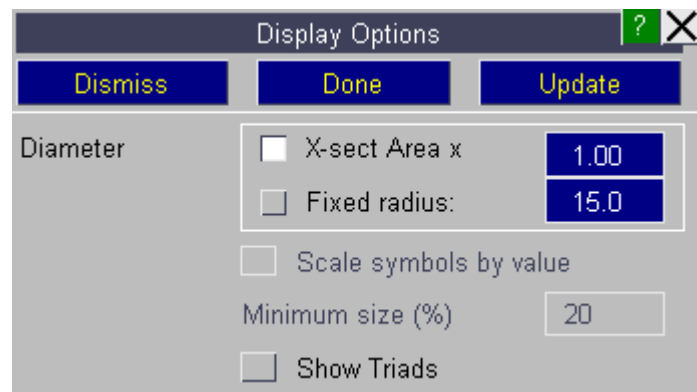 Display Options ? X
Dismiss Done Update
Diameter X-sect Area x 1.00
Fixed radius: 15.0
Scale symbols by value
Minimum size (%) 20
Show Triads